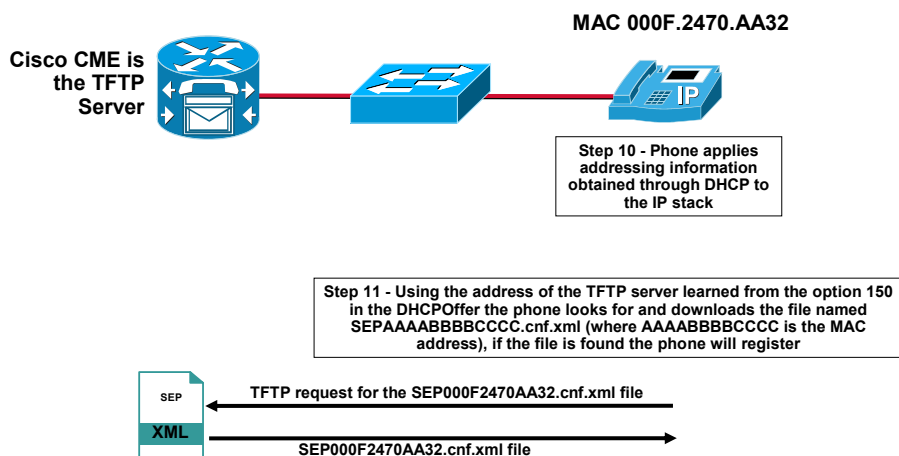 MAC 000F.2470.AA32
Cisco CME is
the TFTP
Server
IP
Step 10 - Phone applies
addressing information
obtained through DHCP to
the IP stack
Step 11 - Using the address of the TFTP server learned from the option 150
in the DHCPOffer the phone looks for and downloads the file named
SEPAAAABBBBCCCC.cnf.xml (where AAAABBBBCCCC is the MAC
address), if the file is found the phone will register
SEP
XML
TFTP request for the SEP000F2470AA32.cnf.xml file
SEP000F2470AA32.cnf.xml file